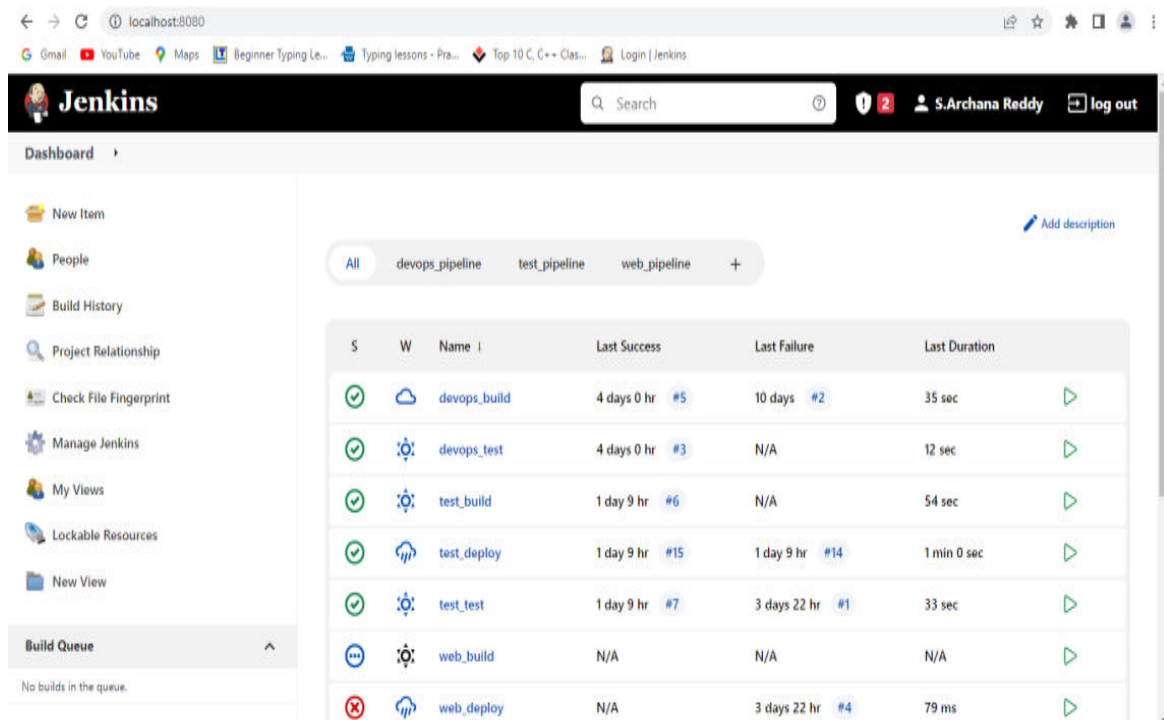 localhost:8080
Gmail YouTube Maps Beginner Typing Le... Typing lessons - Pra... Top 10 C, C++ Clas... Login | Jenkins
Jenkins Search 2 S.Archana Reddy log out
Dashboard
New Item
People
Build History
Project Relationship
Check File Fingerprint
Manage Jenkins
My Views
Lockable Resources
New View
Build Queue
No builds in the queue.
Add description
All devops_pipeline test_pipeline web_pipeline +
S W Name ↓ Last Success Last Failure Last Duration
devops_build 4 days 0 hr #5 10 days #2 35 sec
devops_test 4 days 0 hr #3 N/A 12 sec
test_build 1 day 9 hr #6 N/A 54 sec
test_deploy 1 day 9 hr #15 1 day 9 hr #14 1 min 0 sec
test_test 1 day 9 hr #7 3 days 22 hr #1 33 sec
web_build N/A N/A N/A
web_deploy N/A 3 days 22 hr #4 79 ms